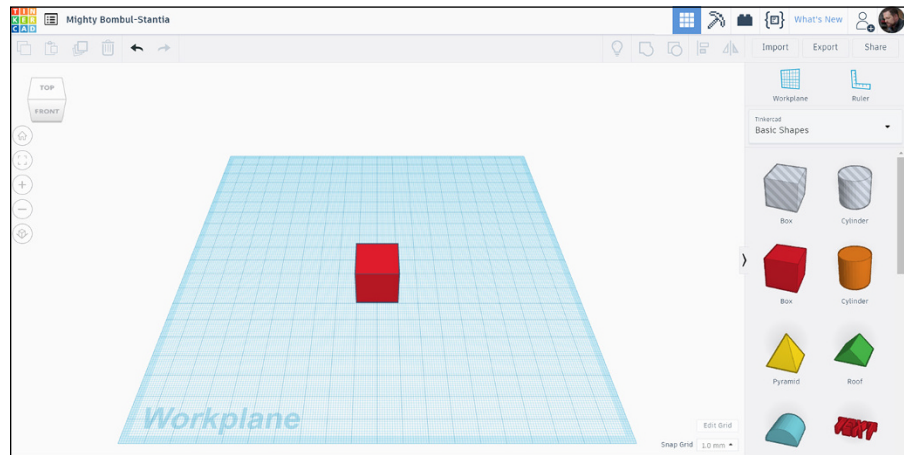 TIN
KER
CAD
Mighty Bombul-Stantia
What's New
Import
Export
Share
TOP
FRONT
Workplane
Ruler
Tinkercad
Basic Shapes
Box
Cylinder
Box
Cylinder
Pyramid
Roof
TEXT
Workplane
Edit Grid
Snap Grid
1.0 mm